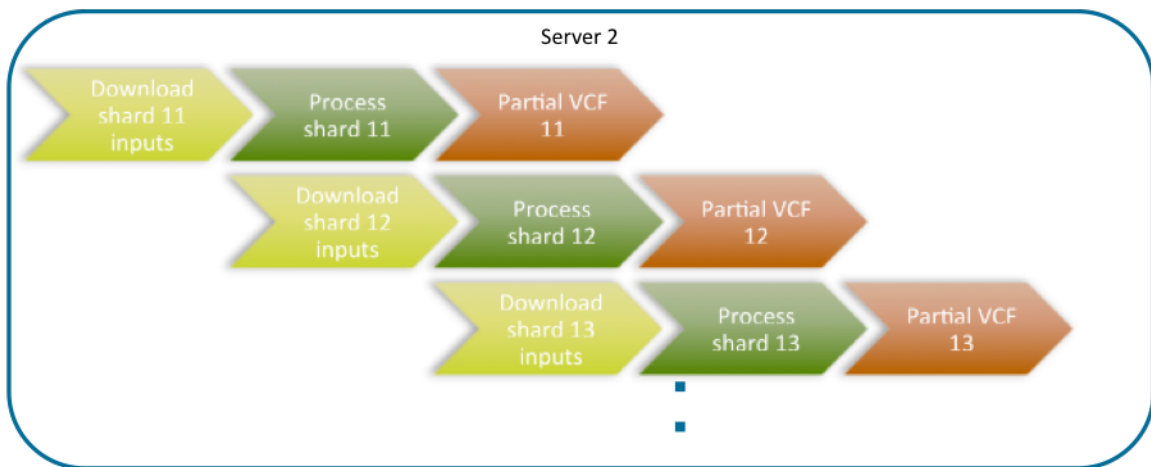 Server 2
Download
shard 11
inputs
Process
shard 11
Partial VCF
11
Download
shard 12
inputs
Process
shard 12
Partial VCF
12
Download
shard 13
inputs
Process
shard 13
Partial VCF
13